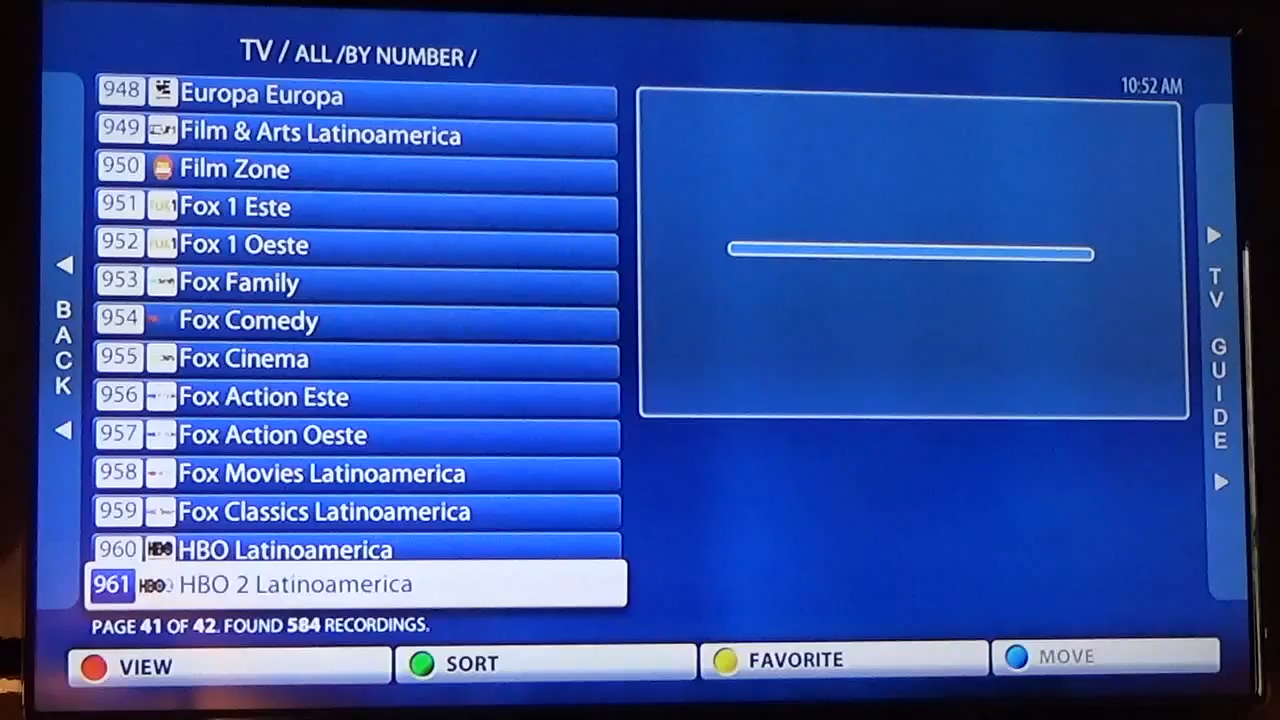 TV / ALL /BY NUMBER /
10:52 AM
948 Europa Europa
949 Film & Arts Latinoamerica
950 Film Zone
951 Fox 1 Este
952 Fox 1 Oeste
953 Fox Family
954 Fox Comedy
955 Fox Cinema
956 Fox Action Este
957 Fox Action Oeste
958 Fox Movies Latinoamerica
959 Fox Classics Latinoamerica
960 HBO HBO Latinoamerica
961 HBO2 HBO 2 Latinoamerica
PAGE 41 OF 42. FOUND 584 RECORDINGS.
BACK
TV GUIDE
VIEW SORT FAVORITE MOVE